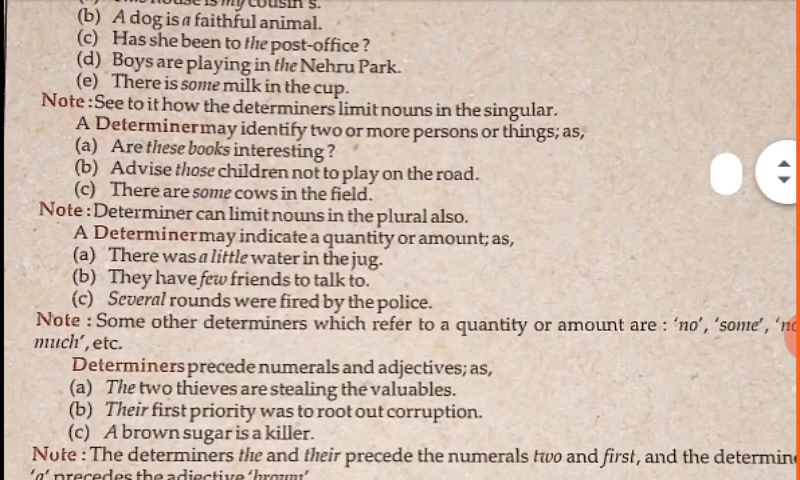 house is my cousin's.
(b) A dog is a faithful animal.
(c) Has she been to the post-office?
(d) Boys are playing in the Nehru Park.
(e) There is some milk in the cup.
Note : See to it how the determiners limit nouns in the singular.
A Determiner may identify two or more persons or things; as,
(a) Are these books interesting?
(b) Advise those children not to play on the road.
(c) There are some cows in the field.
Note : Determiner can limit nouns in the plural also.
A Determiner may indicate a quantity or amount; as,
(a) There was a little water in the jug.
(b) They have few friends to talk to.
(c) Several rounds were fired by the police.
Note : Some other determiners which refer to a quantity or amount are : 'no', 'some',
much', etc.
Determiners precede numerals and adjectives; as,
(a) The two thieves are stealing the valuables.
(b) Their first priority was to root out corruption.
(c) A brown sugar is a killer.
Note : The determiners the and their precede the numerals two and first, and the
'a' precedes the adjective 'brown'